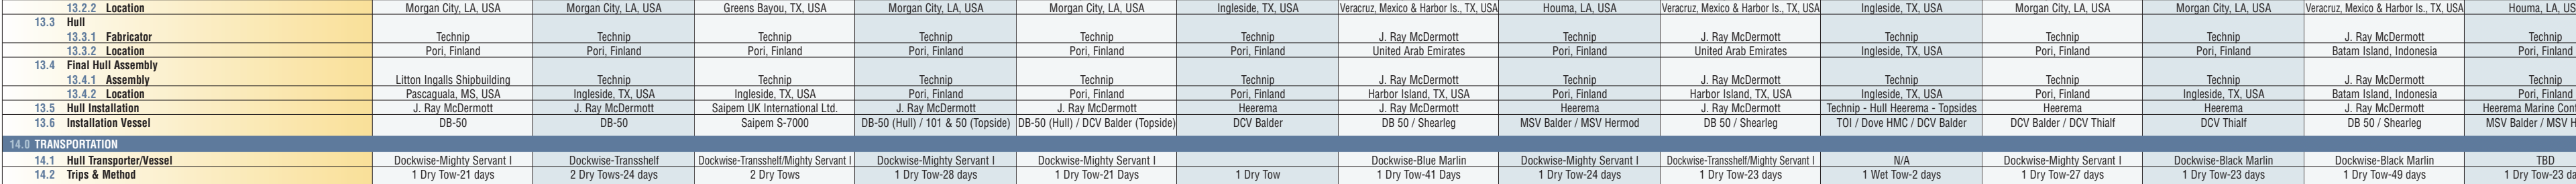 13.2.2 Location Morgan City, LA, USA Morgan City, LA, USA Greens Bayou, TX, USA Morgan City, LA, USA Morgan City, LA, USA Ingleside, TX, USA Veracruz, Mexico & Harbor Is., TX, USA Houma, LA, USA Veracruz, Mexico & Harbor Is., TX, USA Ingleside, TX, USA Morgan City, LA, USA Morgan City, LA, USA Veracruz, Mexico & Harbor Is., TX, USA Houma, LA, US
13.3 Hull
13.3.1 Fabricator Technip Technip Technip Technip Technip Technip J. Ray McDermott Technip J. Ray McDermott Technip Technip Technip J. Ray McDermott Technip
13.3.2 Location Pori, Finland Pori, Finland Pori, Finland Pori, Finland Pori, Finland Pori, Finland United Arab Emirates Pori, Finland United Arab Emirates Ingleside, TX, USA Pori, Finland Pori, Finland Batam Island, Indonesia Pori, Finland
13.4 Final Hull Assembly
13.4.1 Assembly Litton Ingalls Shipbuilding Technip Technip Technip Technip Technip J. Ray McDermott Technip J. Ray McDermott Technip Technip Technip J. Ray McDermott Technip
13.4.2 Location Pascaguala, MS, USA Ingleside, TX, USA Ingleside, TX, USA Pori, Finland Pori, Finland Pori, Finland Harbor Island, TX, USA Pori, Finland Harbor Island, TX, USA Ingleside, TX, USA Pori, Finland Ingleside, TX, USA Batam Island, Indonesia Pori, Finland
13.5 Hull Installation J. Ray McDermott J. Ray McDermott Saipem UK International Ltd. J. Ray McDermott J. Ray McDermott Heerema J. Ray McDermott Heerema J. Ray McDermott Technip - Hull Heerema - Topsides Heerema Heerema J. Ray McDermott Heerema Marine
13.6 Installation Vessel DB-50 DB-50 Saipem S-7000 DB-50 (Hull) / 101 & 50 (Topside) DB-50 (Hull) / DCV Balder (Topside) DCV Balder DB 50 / Shearleg MSV Balder / MSV Hermod DB 50 / Shearleg TOI / Dove HMC / DCV Balder DCV Balder / DCV Thialf DCV Thialf DB 50 / Shearleg MSV Balder / MSV H
14.0 TRANSPORTATION
14.1 Hull Transporter/Vessel Dockwise-Mighty Servant I Dockwise-Transshelf Dockwise-Transshelf/Mighty Servant I Dockwise-Mighty Servant I Dockwise-Mighty Servant I Dockwise-Blue Marlin Dockwise-Mighty Servant I Dockwise-Transshelf/Mighty Servant I N/A Dockwise-Mighty Servant I Dockwise-Black Marlin Dockwise-Black Marlin TBD
14.2 Trips & Method 1 Dry Tow-21 days 2 Dry Tows-24 days 2 Dry Tows 1 Dry Tow-28 days 1 Dry Tow-21 Days 1 Dry Tow 1 Dry Tow-41 Days 1 Dry Tow-24 days 1 Dry Tow-23 days 1 Wet Tow-2 days 1 Dry Tow-27 days 1 Dry Tow-23 days 1 Dry Tow-49 days 1 Dry Tow-23 da